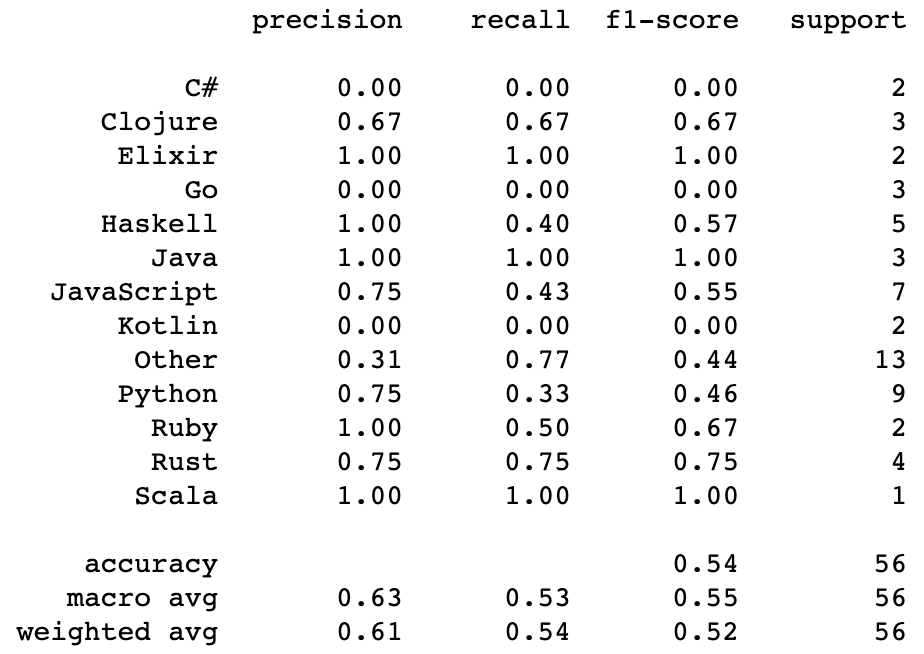 precision recall f1-score support
C# 0.00 0.00 0.00 2
Clojure 0.67 0.67 0.67 3
Elixir 1.00 1.00 1.00 2
Go 0.00 0.00 0.00 3
Haskell 1.00 0.40 0.57 5
Java 1.00 1.00 1.00 3
JavaScript 0.75 0.43 0.55 7
Kotlin 0.00 0.00 0.00 2
Other 0.31 0.77 0.44 13
Python 0.75 0.33 0.46 9
Ruby 1.00 0.50 0.67 2
Rust 0.75 0.75 0.75 4
Scala 1.00 1.00 1.00 1
accuracy 0.54 56
macro avg 0.63 0.53 0.55 56
weighted avg 0.61 0.54 0.52 56